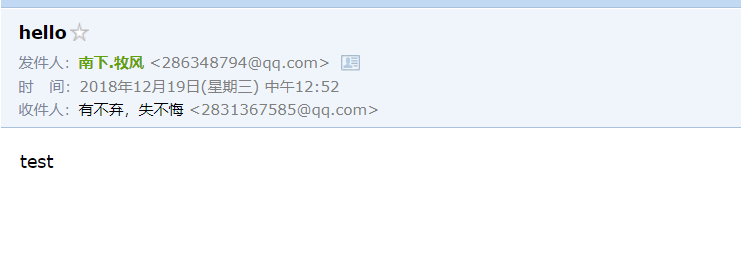 hello
发件人：南下.牧风 <286348794@qq.com>
时　间：2018年12月19日(星期三) 中午12:52
收件人：有不弃，失不悔 <2831367585@qq.com>
test